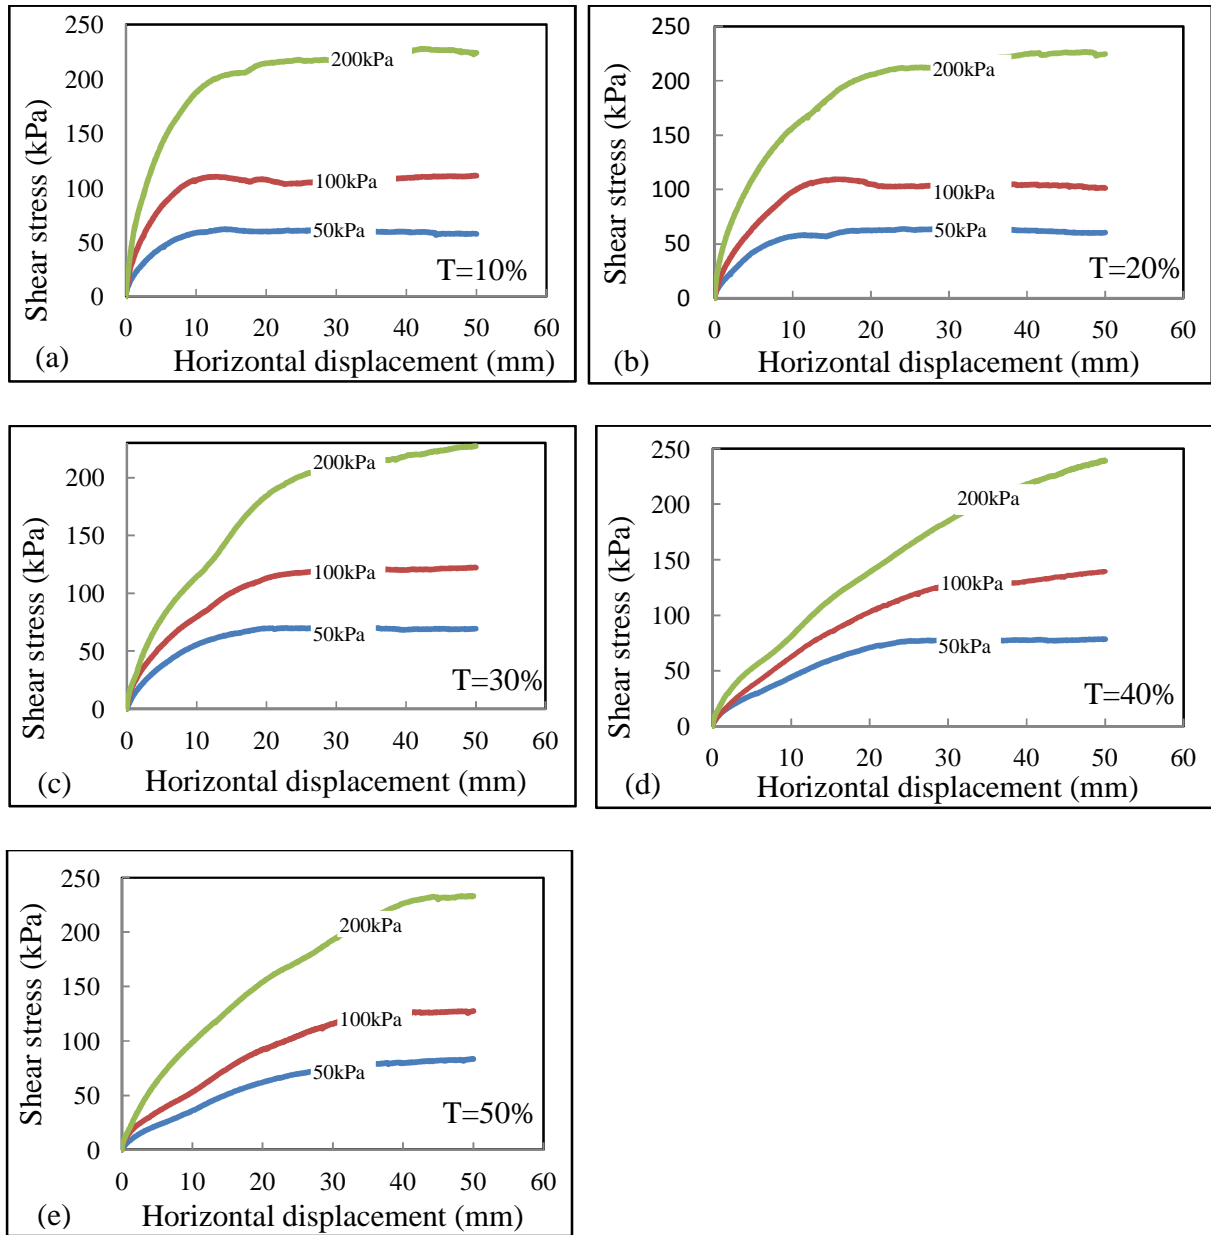 250
200
150
100
50
0
Shear stress (kPa)
200kPa
100kPa
50kPa
T=10%
0 10 20 30 40 50 60
(a) Horizontal displacement (mm)
250
200
150
100
50
0
Shear stress (kPa)
200kPa
100kPa
50kPa
T=20%
0 10 20 30 40 50 60
(b) Horizontal displacement (mm)
200
150
100
50
0
Shear stress (kPa)
200kPa
100kPa
50kPa
T=30%
0 10 20 30 40 50 60
(c) Horizontal displacement (mm)
250
200
150
100
50
0
Shear stress (kPa)
200kPa
100kPa
50kPa
T=40%
0 10 20 30 40 50 60
(d) Horizontal displacement (mm)
250
200
150
100
50
0
Shear stress (kPa)
200kPa
100kPa
50kPa
T=50%
0 10 20 30 40 50 60
(e) Horizontal displacement (mm)